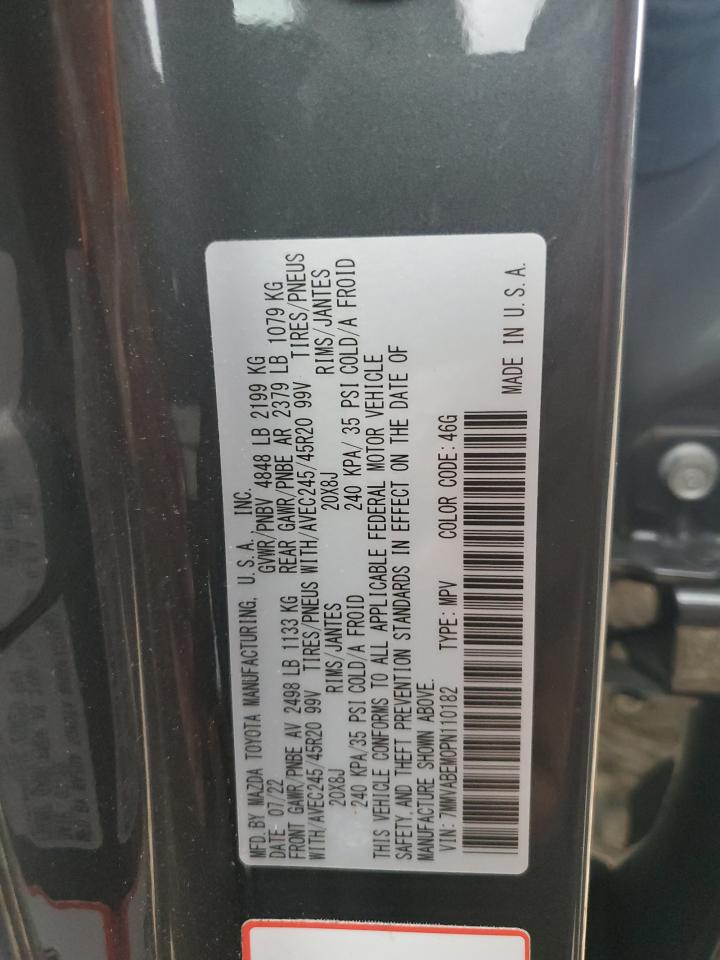 MFD. BY MAZDA TOYOTA MANUFACTURING, U.S.A. INC.
DATE 07/22 GVWR/PNBV 4848 LB 2199 KG
FRONT GAWR/PNBE AV 2498 LB 1133 KG REAR GAWR/PNBE AR 2379 LB 1079 KG
WITH/AVEC245/45R20 99V TIRES/PNEUS WITH/AVEC245/45R20 99V TIRES/PNEUS
20X8J RIMS/JANTES 20X8J RIMS/JANTES
240 KPA/35 PSI COLD/A FROID 240 KPA/ 35 PSI COLD/A FROID
THIS VEHICLE CONFORMS TO ALL APPLICABLE FEDERAL MOTOR VEHICLE
SAFETY, AND THEFT PREVENTION STANDARDS IN EFFECT ON THE DATE OF
MANUFACTURE SHOWN ABOVE.
VIN: 7MMVABEM0PN110182 TYPE: MPV COLOR CODE: 46G
MADE IN U.S.A.